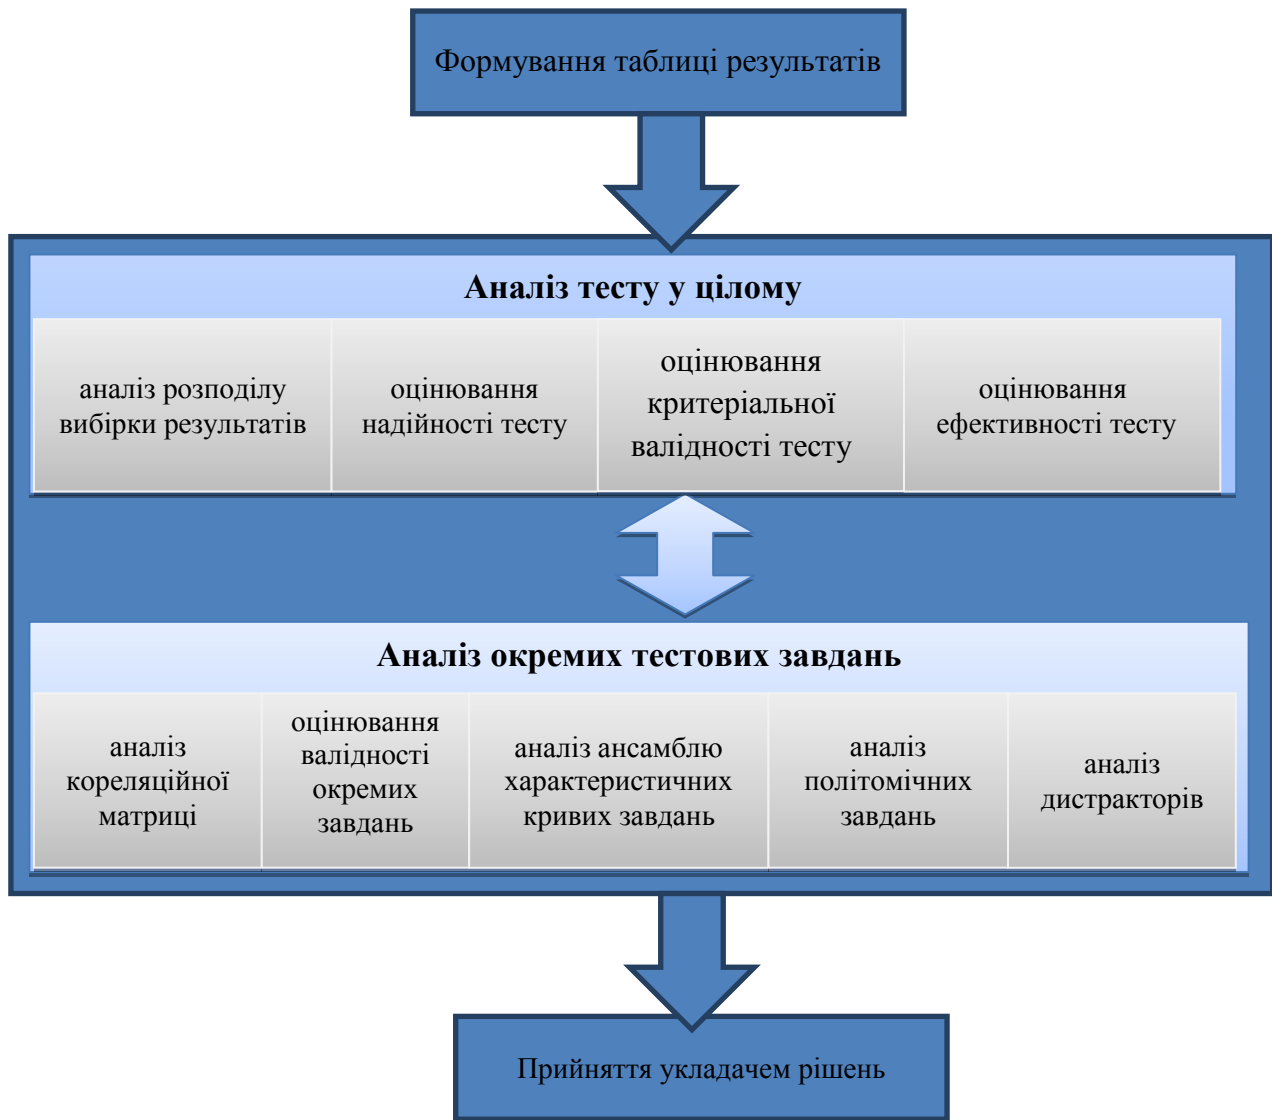 Формування таблиці результатів
Аналіз тесту у цілому
аналіз розподілу
вибірки результатів
оцінювання
надійності тесту
оцінювання
критеріальної
валідності тесту
оцінювання
ефективності тесту
Аналіз окремих тестових завдань
аналіз
кореляційної
матриці
оцінювання
валідності
окремих
завдань
аналіз ансамблю
характеристичних
кривих завдань
аналіз
політомічних
завдань
аналіз
дистракторів
Прийняття укладачем рішень